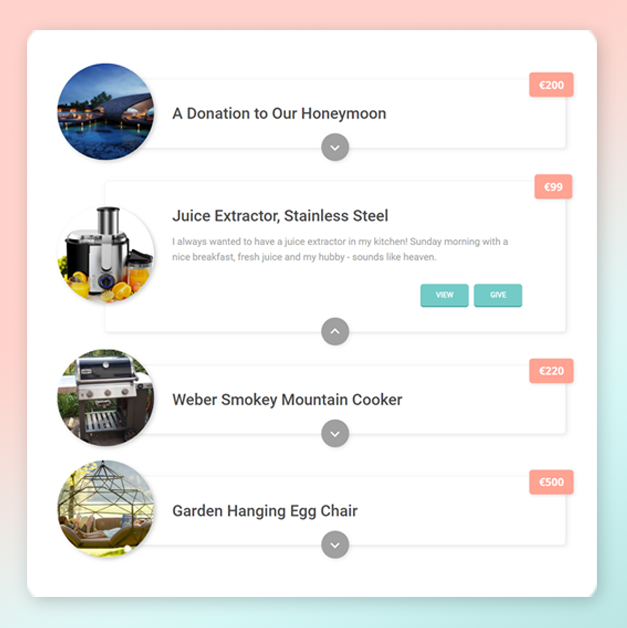 €200
A Donation to Our Honeymoon
€99
Juice Extractor, Stainless Steel
I always wanted to have a juice extractor in my kitchen! Sunday morning with a
nice breakfast, fresh juice and my hubby - sounds like heaven.
VIEW GIVE
€220
Weber Smokey Mountain Cooker
€500
Garden Hanging Egg Chair